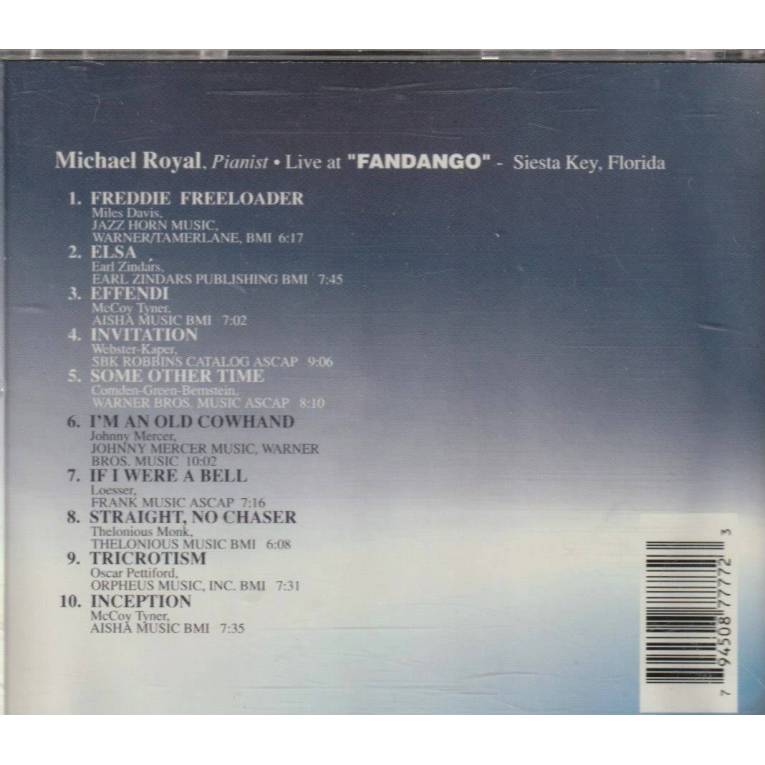 Michael Royal, Pianist • Live at "FANDANGO" - Siesta Key, Florida
1. FREDDIE FREELOADER
Miles Davis,
JAZZ HORN MUSIC,
WARNER/TAMERLANE, BMI 6:17
2. ELSA
Earl Zindars,
EARL ZINDARS PUBLISHING BMI 7:45
3. EFFENDI
McCoy Tyner,
AISHA MUSIC BMI 7:02
4. INVITATION
Webster-Kaper,
SBK ROBBINS CATALOG ASCAP 9:06
5. SOME OTHER TIME
Comden-Green-Bernstein,
WARNER BROS. MUSIC ASCAP 8:10
6. I'M AN OLD COWHAND
Johnny Mercer,
JOHNNY MERCER MUSIC, WARNER
BROS. MUSIC 10:02
7. IF I WERE A BELL
Loesser,
FRANK MUSIC ASCAP 7:16
8. STRAIGHT, NO CHASER
Thelonious Monk,
THELONIOUS MUSIC BMI 6:08
9. TRICROTISM
Oscar Pettiford,
ORPHEUS MUSIC, INC. BMI 7:31
10. INCEPTION
McCoy Tyner,
AISHA MUSIC BMI 7:35
7 94508 77772 3